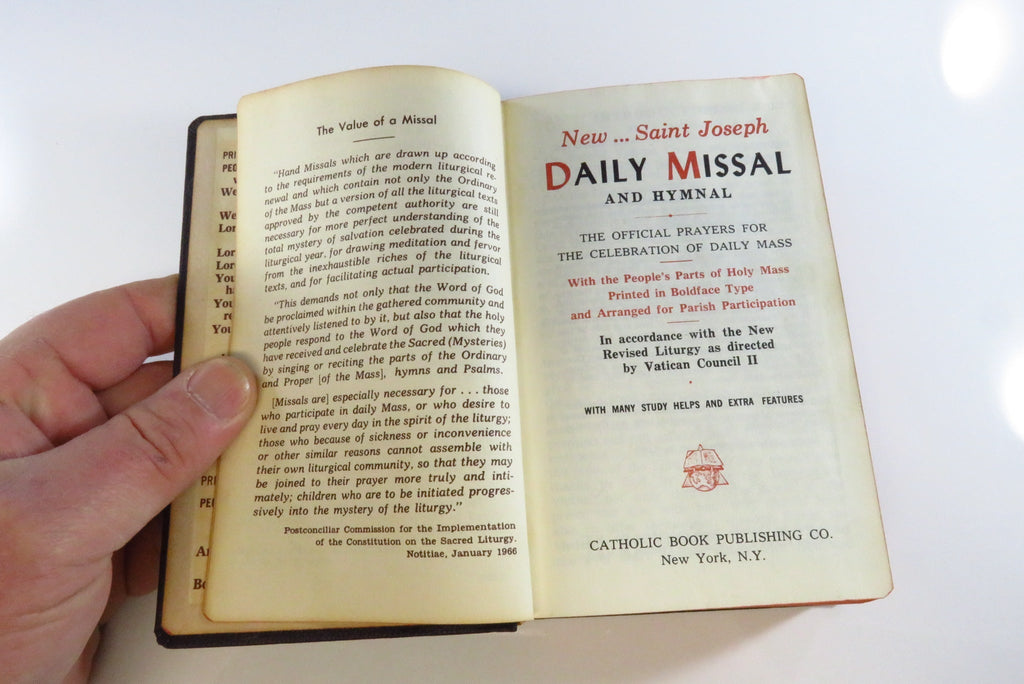 PRI
PEO
We
We
Lor
Lor
Lor
You
ha
You
re
You
PRI
PEO
The Value of a Missal
"Hand Missals which are drawn up according
to the requirements of the modern liturgical re-
newal and which contain not only the Ordinary
of the Mass but a version of all the liturgical texts
approved by the competent authority are still
necessary for more perfect understanding of the
total mystery of salvation celebrated during the
liturgical year, for drawing meditation and fervor
from the inexhaustible riches of the liturgical
texts, and for facilitating actual participation.
"This demands not only that the Word of God
be proclaimed within the gathered community and
attentively listened to by it, but also that the holy
people respond to the Word of God which they
have received and celebrate the Sacred (Mysteries)
by singing or reciting the parts of the Ordinary
and Proper [of the Mass], hymns and Psalms.
[Missals are] especially necessary for . . . those
who participate in daily Mass, or who desire to
live and pray every day in the spirit of the liturgy;
those who because of sickness or inconvenience
or other similar reasons cannot assemble with
their own liturgical community, so that they may
be joined to their prayer more truly and inti-
mately; children who are to be initiated progres-
sively into the mystery of the liturgy."
Postconciliar Commission for the Implementation
of the Constitution on the Sacred Liturgy.
Notitiae, January 1966
New ... Saint Joseph
DAILY MISSAL
AND HYMNAL
THE OFFICIAL PRAYERS FOR
THE CELEBRATION OF DAILY MASS
With the People's Parts of Holy Mass
Printed in Boldface Type
and Arranged for Parish Participation
In accordance with the New
Revised Liturgy as directed
by Vatican Council II
WITH MANY STUDY HELPS AND EXTRA FEATURES
CATHOLIC BOOK PUBLISHING CO.
New York, N.Y.